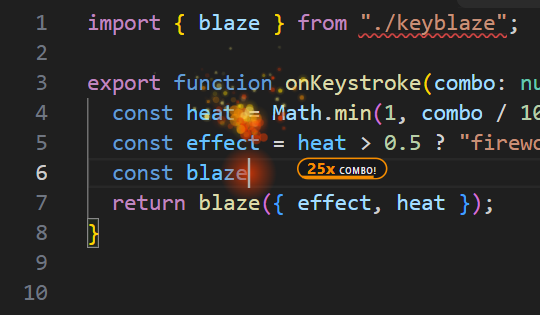 1 import { blaze } from "./keyblaze";
2
3 export function onKeystroke(combo: nu
4 const heat = Math.min(1, combo / 10
5 const effect = heat > 0.5 ? "firewo
6 const blaze 25x COMBO!
7 return blaze({ effect, heat });
8 }
9
10